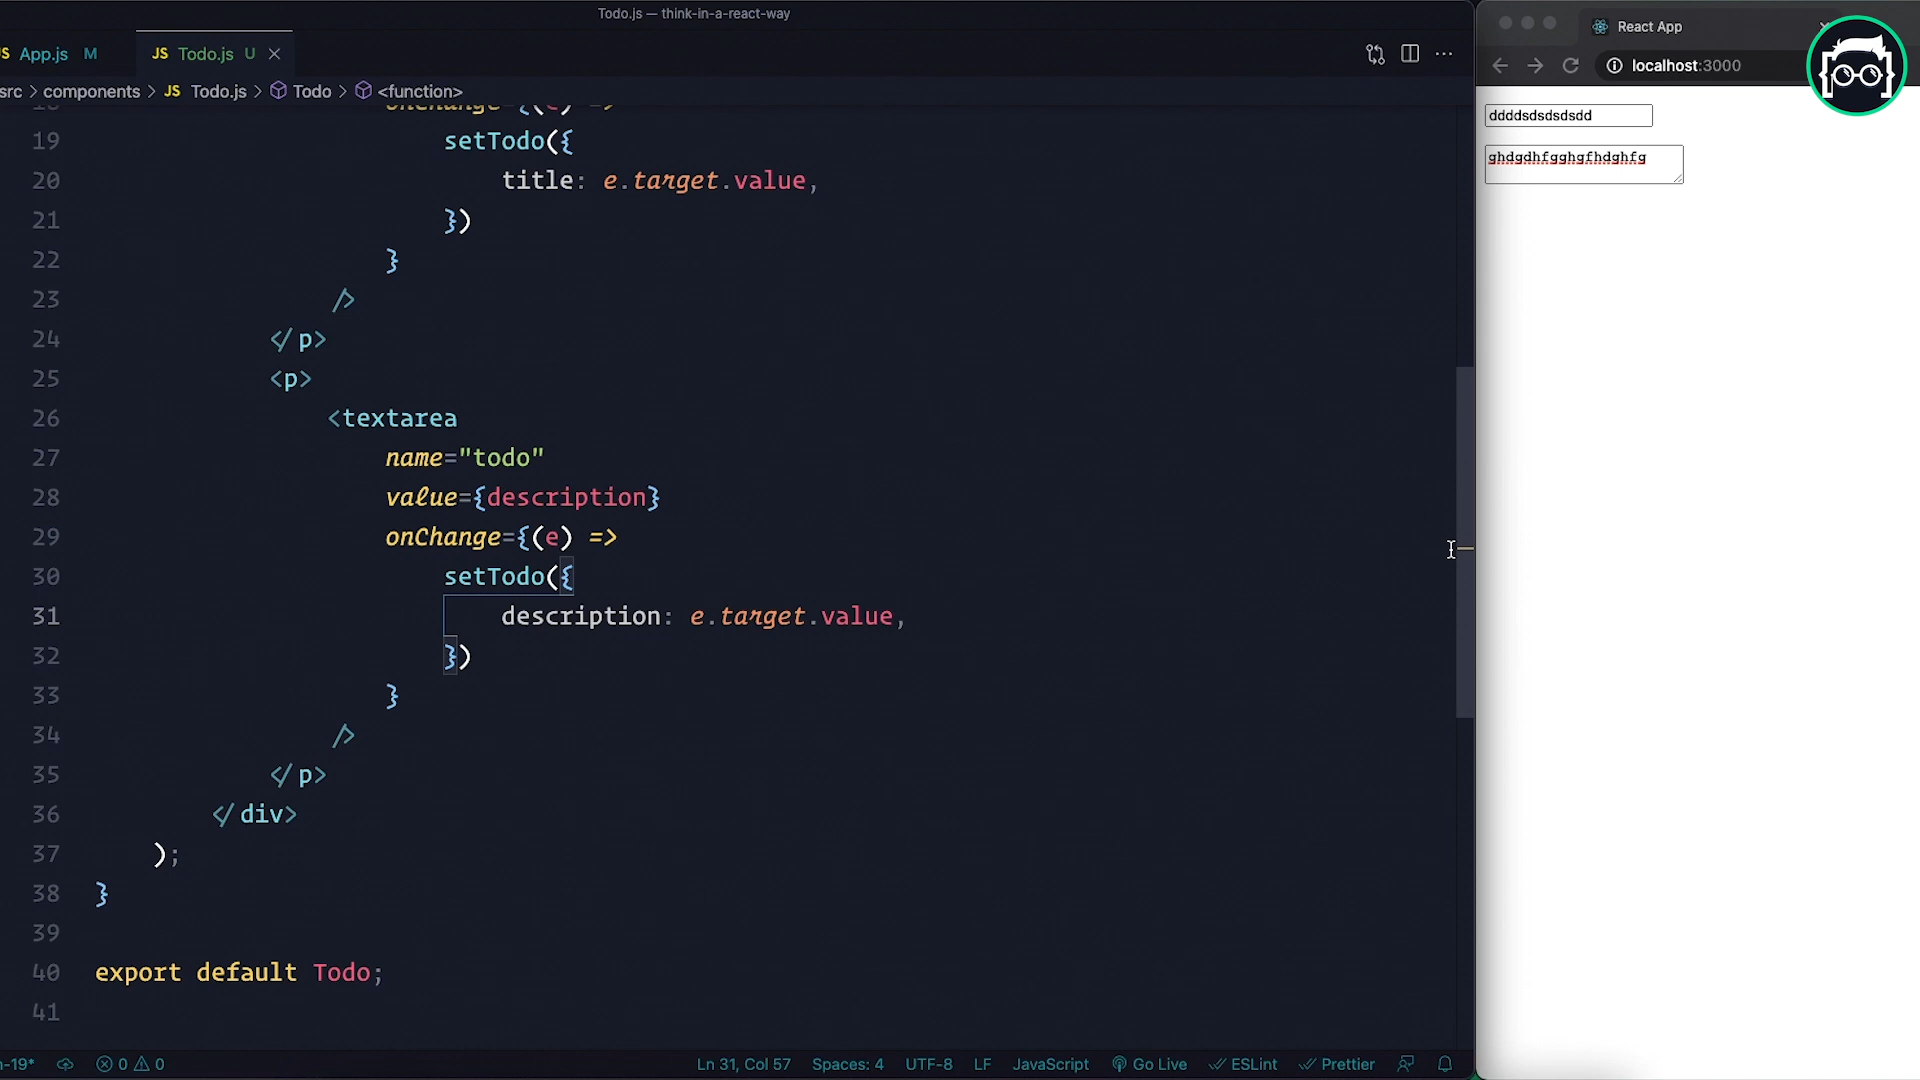 Todo.js — think-in-a-react-way
JS App.js M
JS Todo.js U
src > components > JS Todo.js > Todo > <function>
onChange={(e) =>
19 setTodo({
20 title: e.target.value,
21 })
22 }
23 />
24 </p>
25 <p>
26 <textarea
27 name="todo"
28 value={description}
29 onChange={(e) =>
30 setTodo({
31 description: e.target.value,
32 })
33 }
34 />
35 </p>
36 </div>
37 );
38 }
39
40 export default Todo;
41
-19* 0 0 Ln 31, Col 57 Spaces: 4 UTF-8 LF JavaScript Go Live ESLint Prettier
React App
localhost:3000
ddddsdsdsdsdd
ghdgdhfgghgfhdghfg